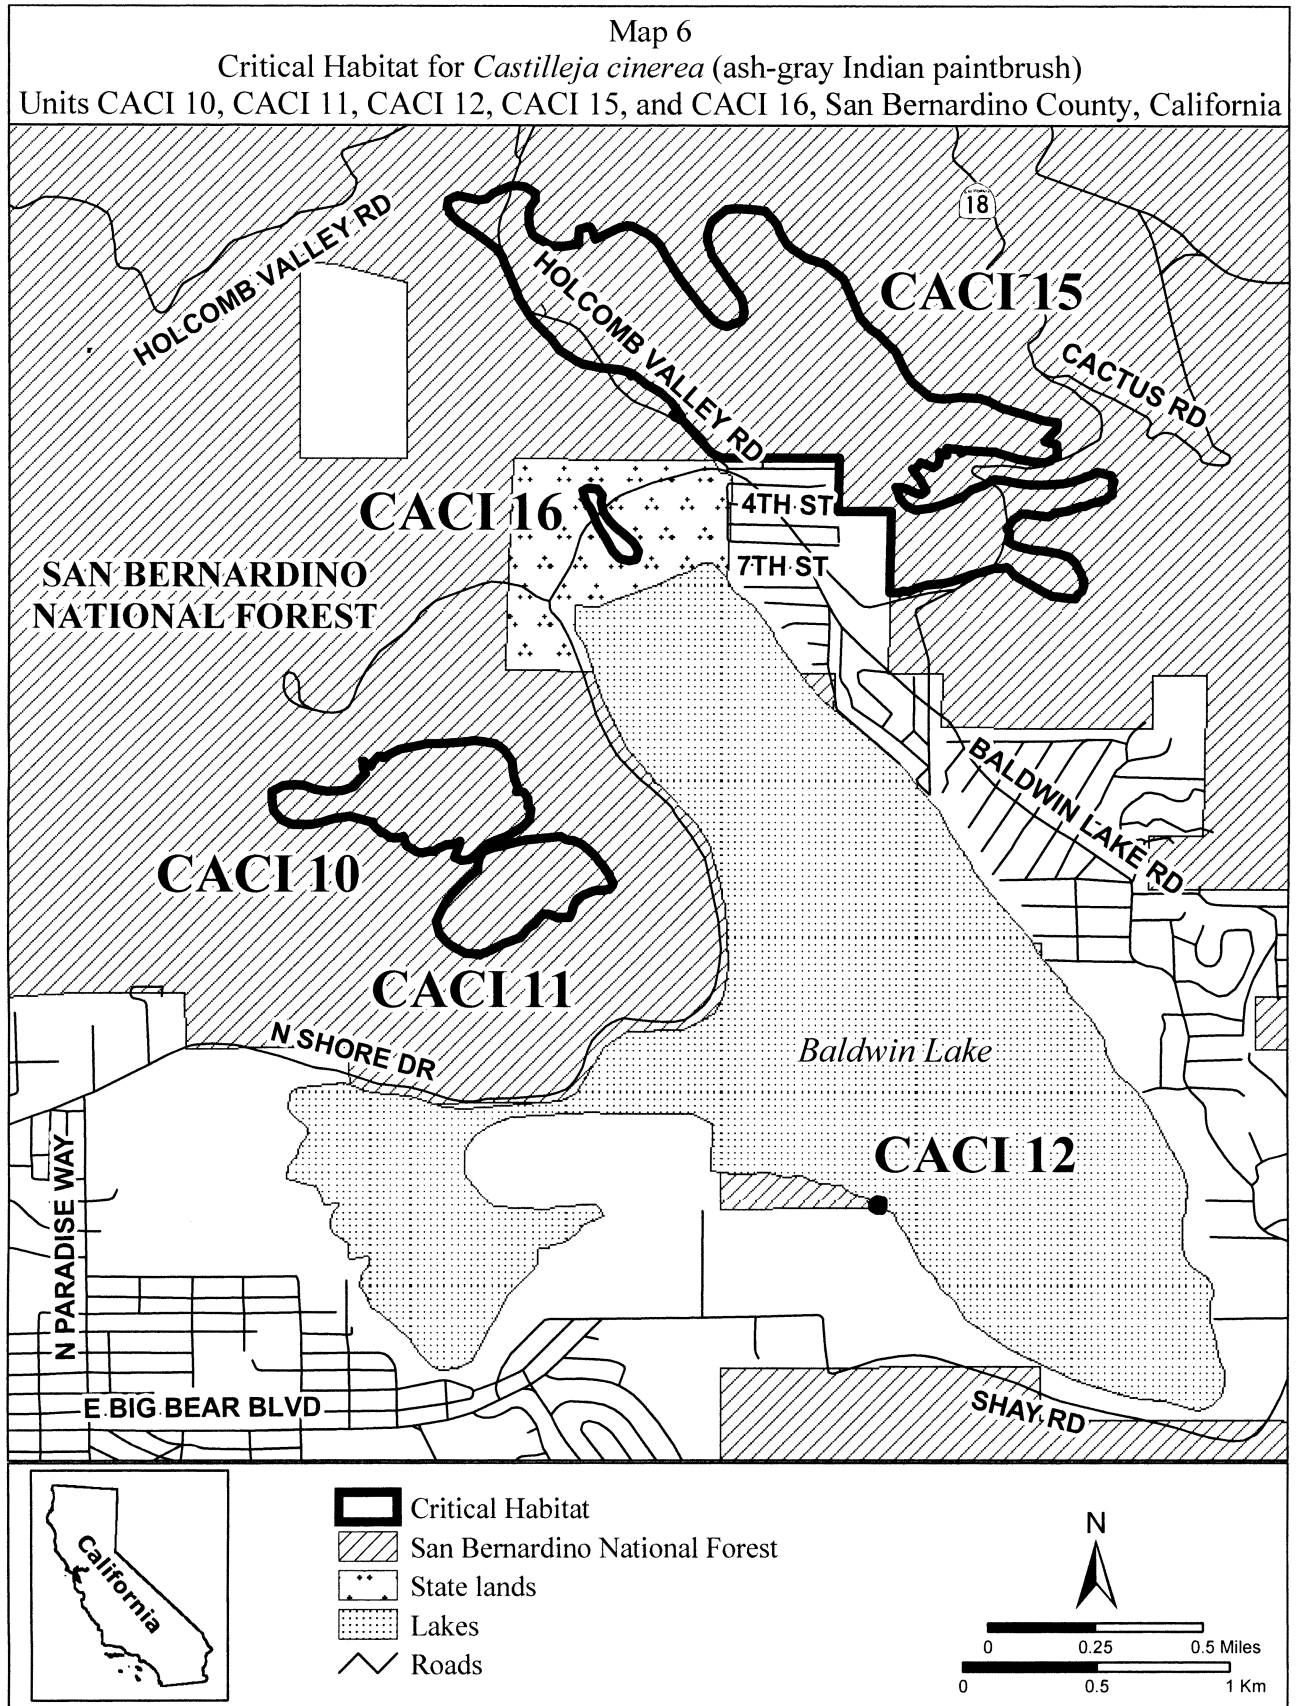 Map 6
Critical Habitat for Castilleja cinerea (ash-gray Indian paintbrush)
Units CACI 10, CACI 11, CACI 12, CACI 15, and CACI 16, San Bernardino County, California
18
HOLCOMB VALLEY RD
HOLCOMB VALLEY RD
CACI 15
CACTUS RD
CACI 16
4TH ST
7TH ST
SAN BERNARDINO
NATIONAL FOREST
BALDWIN LAKE RD
CACI 10
CACI 11
N SHORE DR
Baldwin Lake
CACI 12
N PARADISE WAY
E BIG BEAR BLVD
SHAY RD
California
Critical Habitat
San Bernardino National Forest
State lands
Lakes
Roads
N
0 0.25 0.5 Miles
0 0.5 1 Km